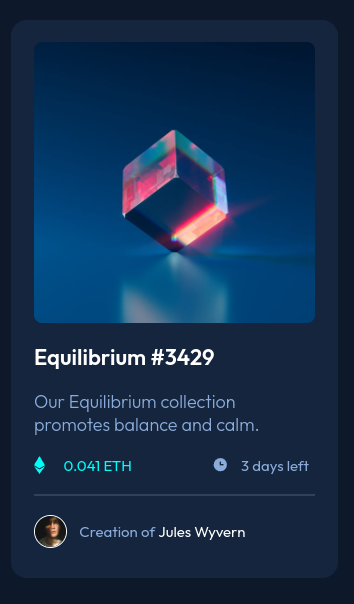 Equilibrium #3429
Our Equilibrium collection
promotes balance and calm.
0.041 ETH
3 days left
Creation of Jules Wyvern